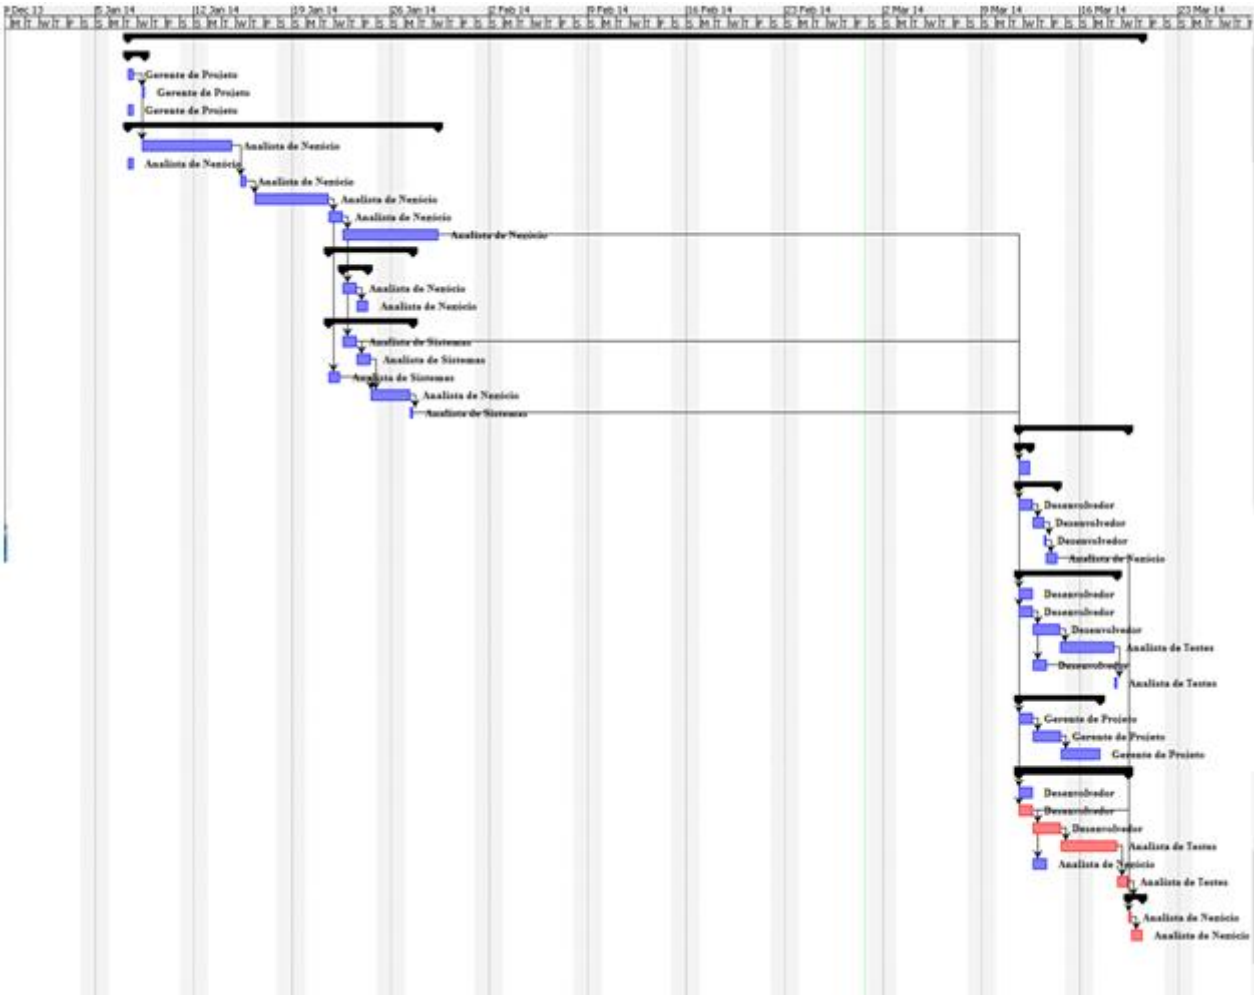 Dec 13 5 Jan 14 12 Jan 14 19 Jan 14 26 Jan 14 2 Feb 14 9 Feb 14 16 Feb 14 23 Feb 14 2 Mar 14 9 Mar 14 16 Mar 14 23 Mar 14
Gerente de Projeto
Gerente de Projeto
Gerente de Projeto
Analista de Negócio
Analista de Negócio
Analista de Negócio
Analista de Negócio
Analista de Negócio
Analista de Negócio
Analista de Negócio
Analista de Negócio
Analista de Sistemas
Analista de Sistemas
Analista de Sistemas
Analista de Negócio
Analista de Sistemas
Desenvolvedor
Desenvolvedor
Desenvolvedor
Analista de Negócio
Desenvolvedor
Desenvolvedor
Desenvolvedor
Analista de Testes
Desenvolvedor
Analista de Testes
Gerente de Projeto
Gerente de Projeto
Gerente de Projeto
Desenvolvedor
Desenvolvedor
Desenvolvedor
Analista de Testes
Analista de Negócio
Analista de Testes
Analista de Negócio
Analista de Negócio